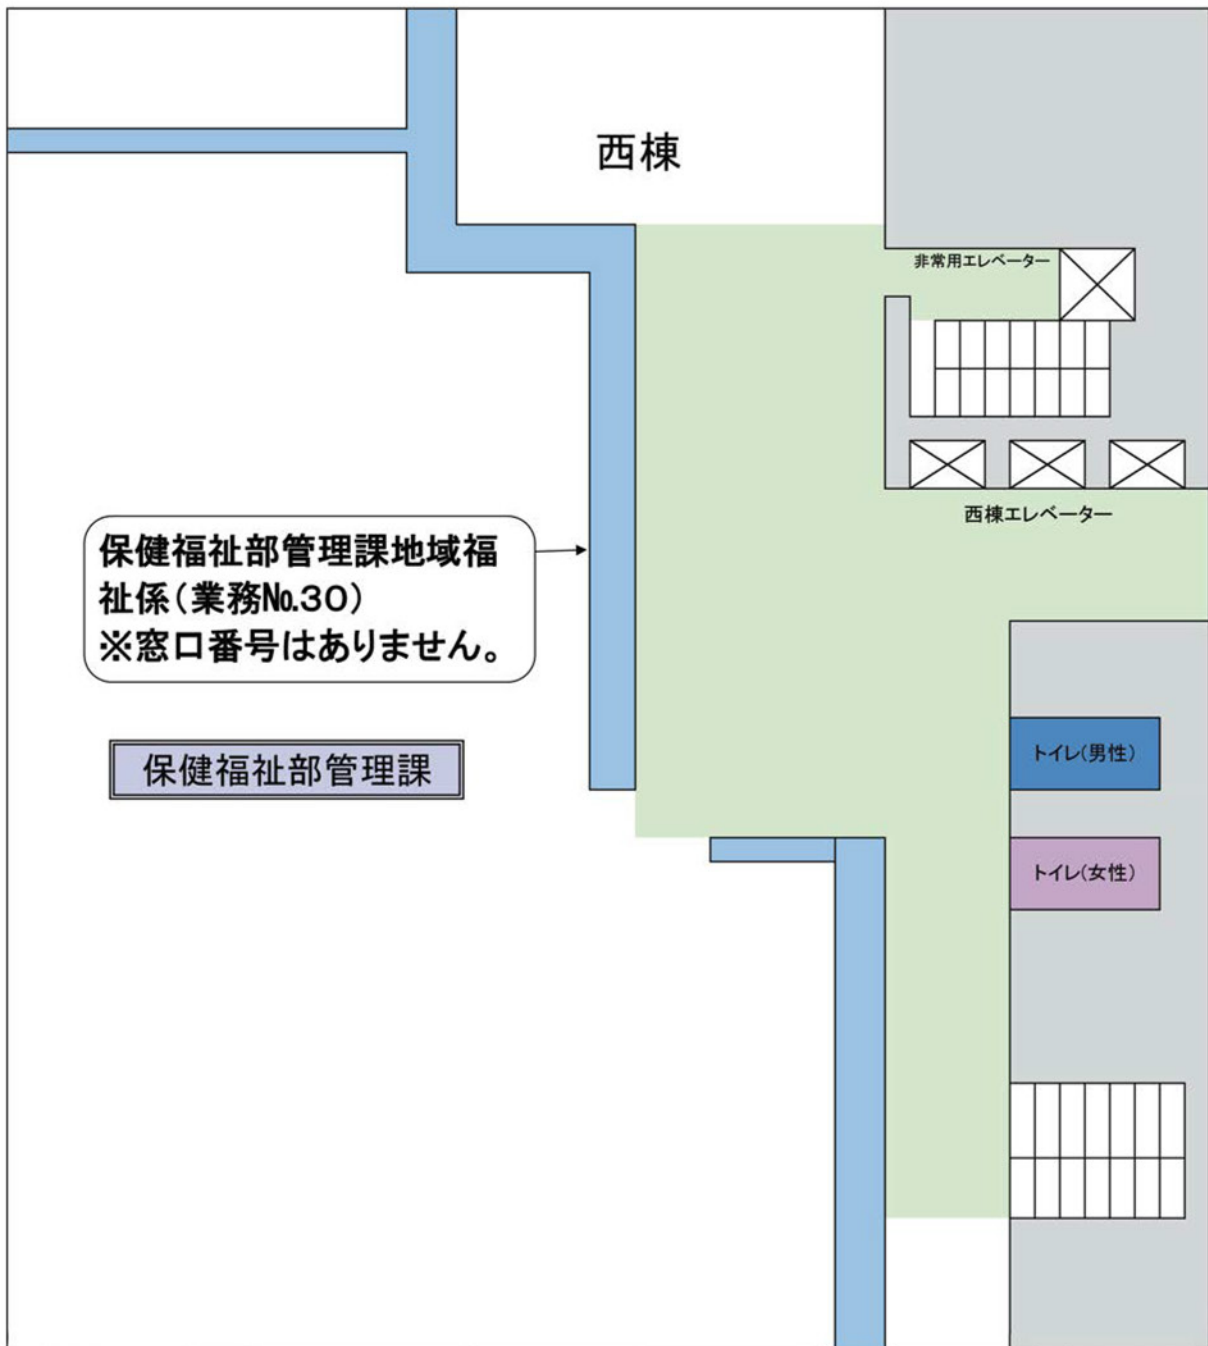 西棟
非常用エレベーター
西棟エレベーター
保健福祉部管理課地域福
祉係（業務№.30）
※窓口番号はありません。
保健福祉部管理課
トイレ(男性)
トイレ(女性)